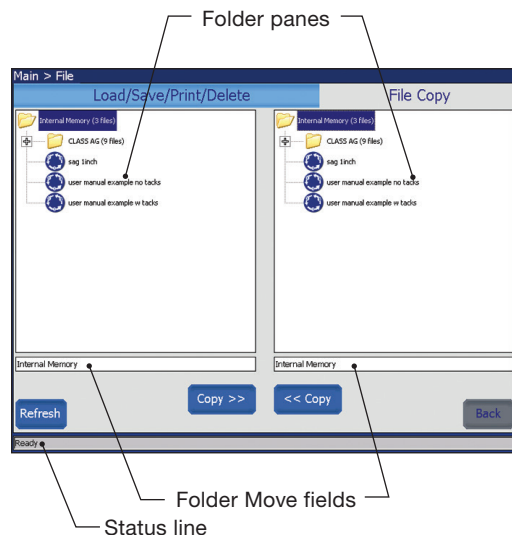 Folder panes
Main > File
Load/Save/Print/Delete
File Copy
Internal Memory (3 files)
CLASS AG (9 files)
sag 1inch
user manual example no tacks
user manual example w tacks
Internal Memory (3 files)
CLASS AG (9 files)
sag 1inch
user manual example no tacks
user manual example w tacks
Internal Memory
Internal Memory
Refresh
Copy >>
<< Copy
Back
Ready
Folder Move fields
Status line